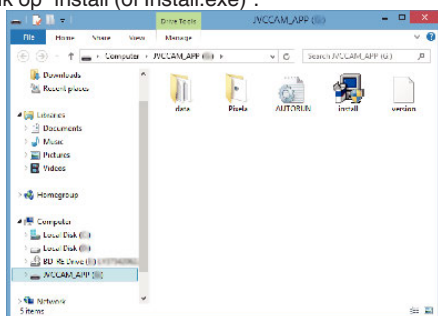 ik op "Install (of Install.exe)".
Drive Tools JVCCAM_APP
File Home Share View Manage
Computer JVCCAM_APP Search JVCCAM_APP
Downloads
Recent places
Libraries
Documents
Music
Pictures
Videos
Homegroup
Computer
Local Disk
Local Disk
BD-RE Drive
JVCCAM_APP
Network
data Pixela AUTORUN install version
5 items